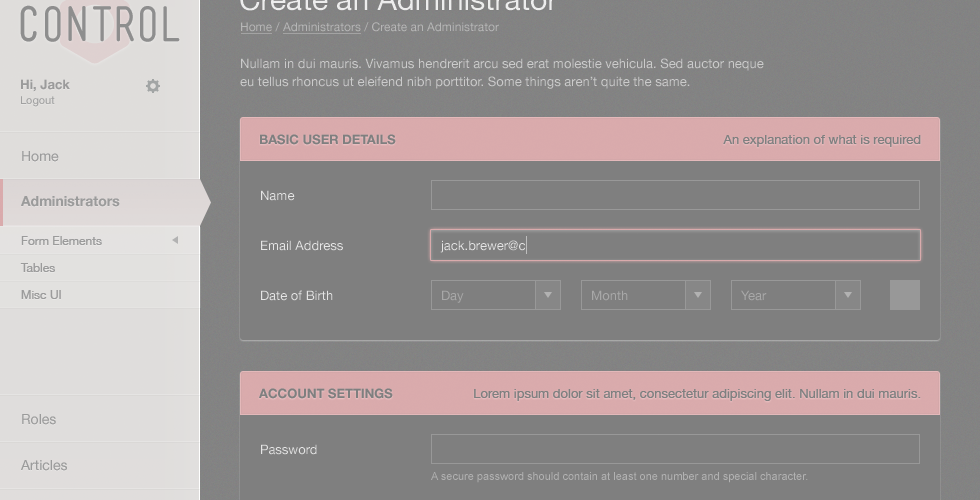 CONTROL
Hi, Jack
Logout
Home
Administrators
Form Elements
Tables
Misc UI
Roles
Articles
Create an Administrator
Home / Administrators / Create an Administrator
Nullam in dui mauris. Vivamus hendrerit arcu sed erat molestie vehicula. Sed auctor neque
eu tellus rhoncus ut eleifend nibh porttitor. Some things aren't quite the same.
BASIC USER DETAILS An explanation of what is required
Name
Email Address jack.brewer@c
Date of Birth Day Month Year
ACCOUNT SETTINGS Lorem ipsum dolor sit amet, consectetur adipiscing elit. Nullam in dui mauris.
Password
A secure password should contain at least one number and special character.